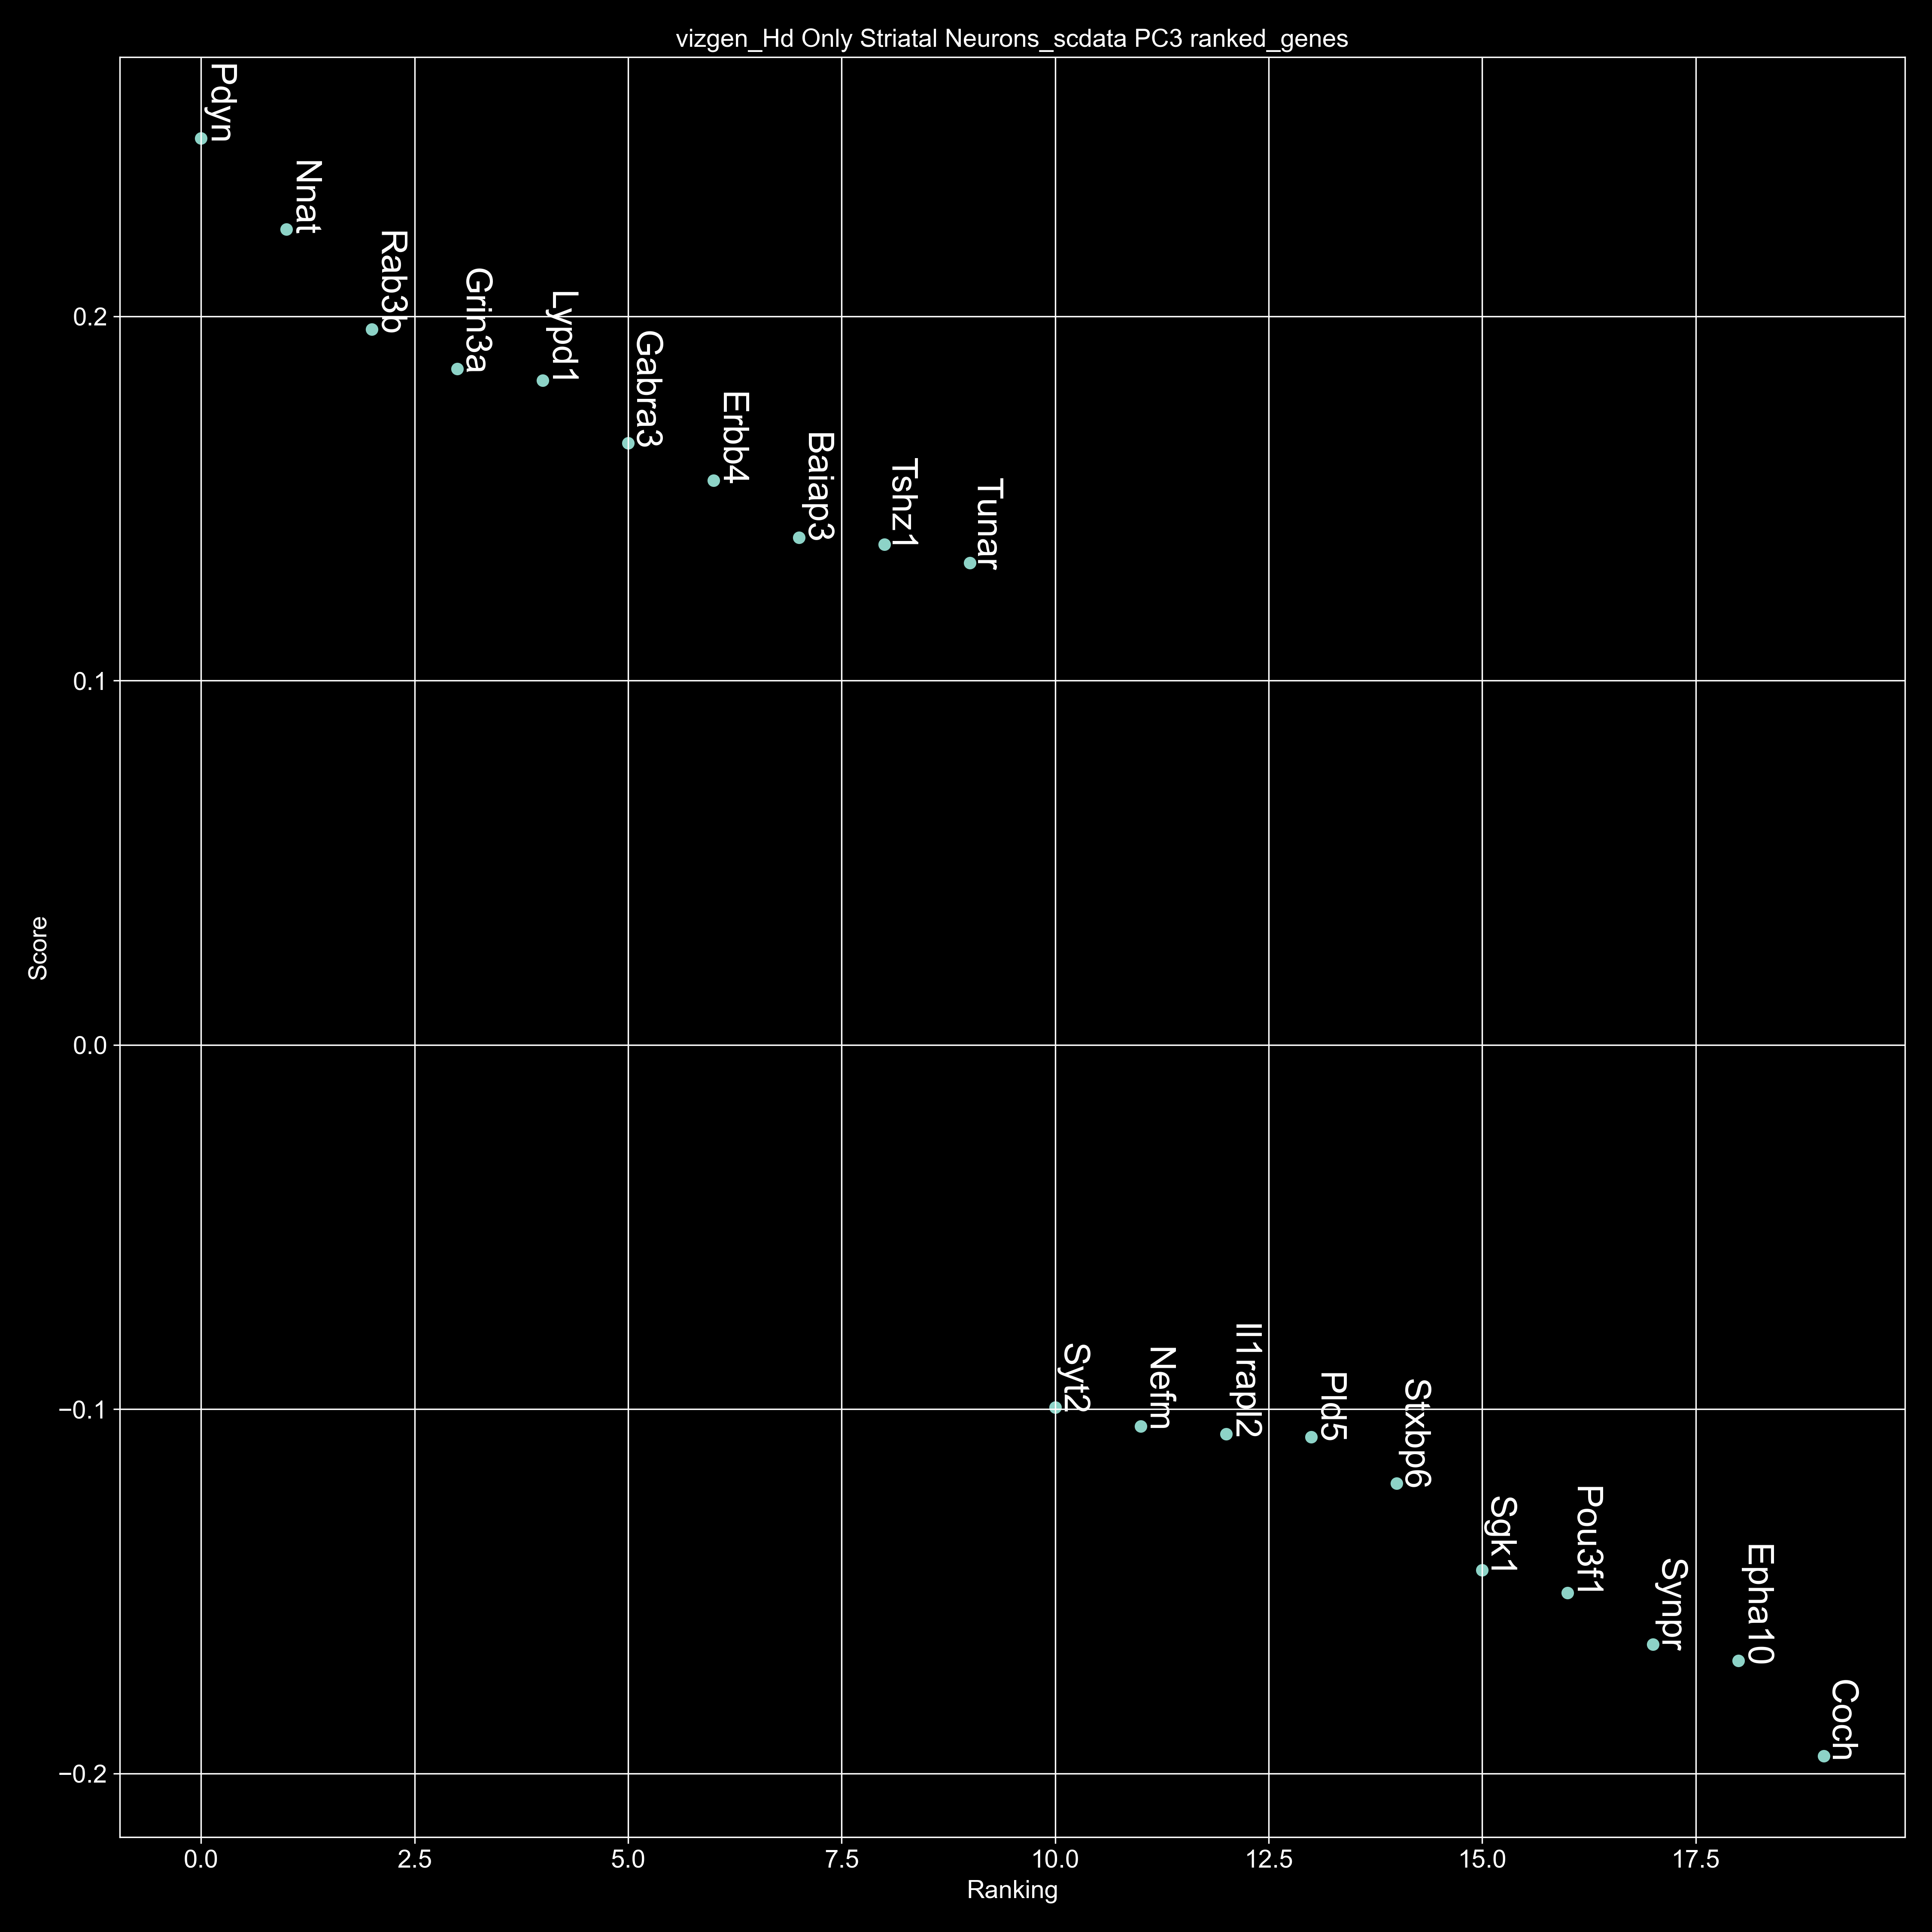 vizgen_Hd Only Striatal Neurons_scdata PC3 ranked_genes
Pdyn
Nnat
Rab3b
Grin3a
Lypd1
Gabra3
Erbb4
Baiap3
Tshz1
Tunar
Syt2
Nefm
Il1rapl2
Pld5
Stxbp6
Sgk1
Pou3f1
Synpr
Epha10
Coch
0.2
0.1
0.0
−0.1
−0.2
Score
0.0 2.5 5.0 7.5 10.0 12.5 15.0 17.5
Ranking